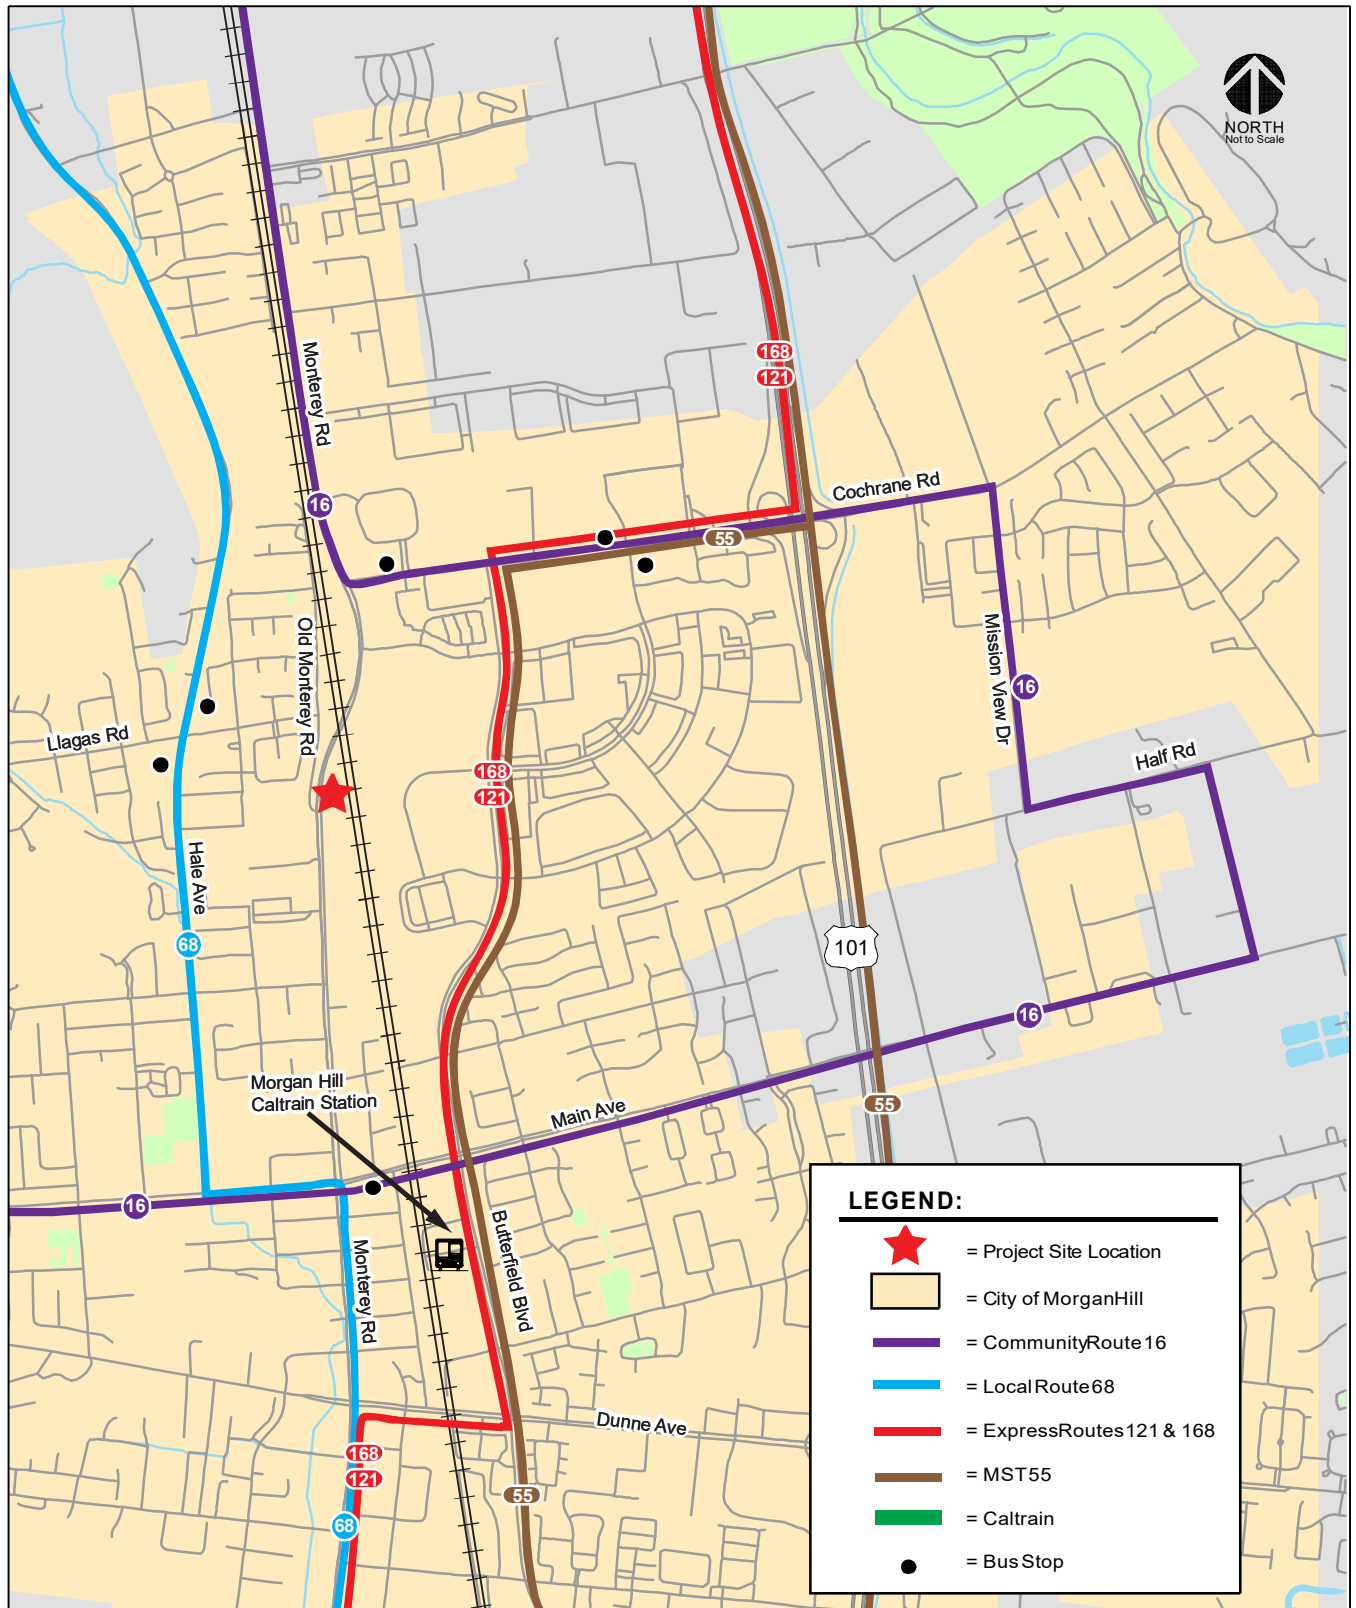 NORTH
Not to Scale
Monterey Rd
168
121
16
Cochrane Rd
55
Old Monterey Rd
Mission View Dr
16
Llagas Rd
Half Rd
168
121
Hale Ave
68
101
16
Morgan Hill
Caltrain Station
Main Ave
55
16
Monterey Rd
Butterfield Blvd
Dunne Ave
168
121
55
68
LEGEND:
= Project Site Location
= City of MorganHill
= CommunityRoute16
= LocalRoute68
= ExpressRoutes121 & 168
= MST55
= Caltrain
= BusStop